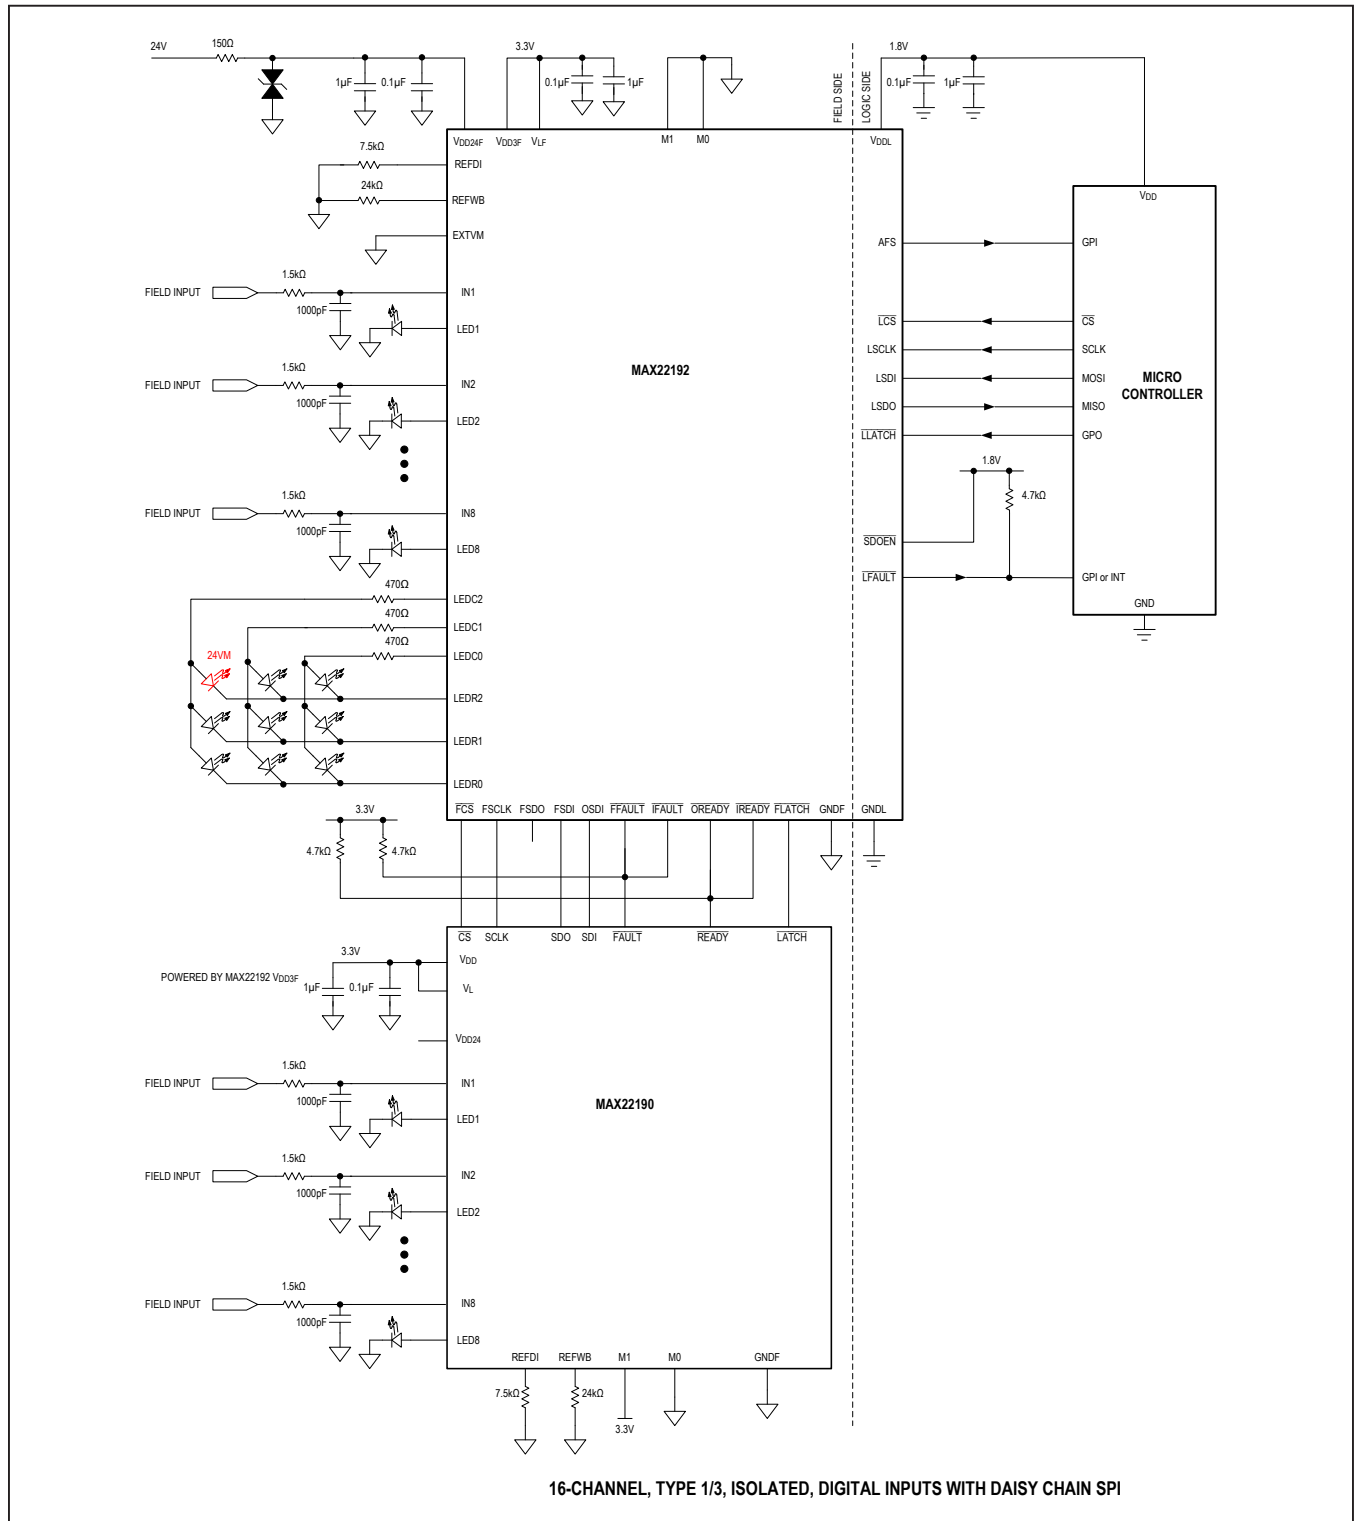 24V
150Ω
1µF
0.1µF
3.3V
0.1µF
1µF
FIELD SIDE
LOGIC SIDE
1.8V
0.1µF
1µF
VDD24F
VDD3F
VLF
M1
M0
VDDL
7.5kΩ
REFDI
24kΩ
REFWB
EXTVM
VDD
AFS
GPI
FIELD INPUT
1.5kΩ
1000pF
IN1
LED1
LCS
CS
LSCLK
SCLK
LSDI
MOSI
LSDO
MISO
LLATCH
GPO
MAX22192
MICRO
CONTROLLER
FIELD INPUT
1.5kΩ
1000pF
IN2
LED2
1.8V
4.7kΩ
FIELD INPUT
1.5kΩ
1000pF
IN8
LED8
SDOEN
LFAULT
GPI or INT
GND
470Ω
LEDC2
470Ω
LEDC1
470Ω
LEDC0
24VM
LEDR2
LEDR1
LEDR0
FCS
FSCLK
FSDO
FSDI
OSDI
FFAULT
IFAULT
OREADY
IREADY
FLATCH
GNDF
GNDL
3.3V
4.7kΩ
4.7kΩ
CS
SCLK
SDO
SDI
FAULT
READY
LATCH
3.3V
VDD
POWERED BY MAX22192 VDD3F
1µF
0.1µF
VL
VDD24
FIELD INPUT
1.5kΩ
1000pF
IN1
LED1
MAX22190
FIELD INPUT
1.5kΩ
1000pF
IN2
LED2
FIELD INPUT
1.5kΩ
1000pF
IN8
LED8
REFDI
REFWB
M1
M0
GNDF
7.5kΩ
24kΩ
3.3V
16-CHANNEL, TYPE 1/3, ISOLATED, DIGITAL INPUTS WITH DAISY CHAIN SPI